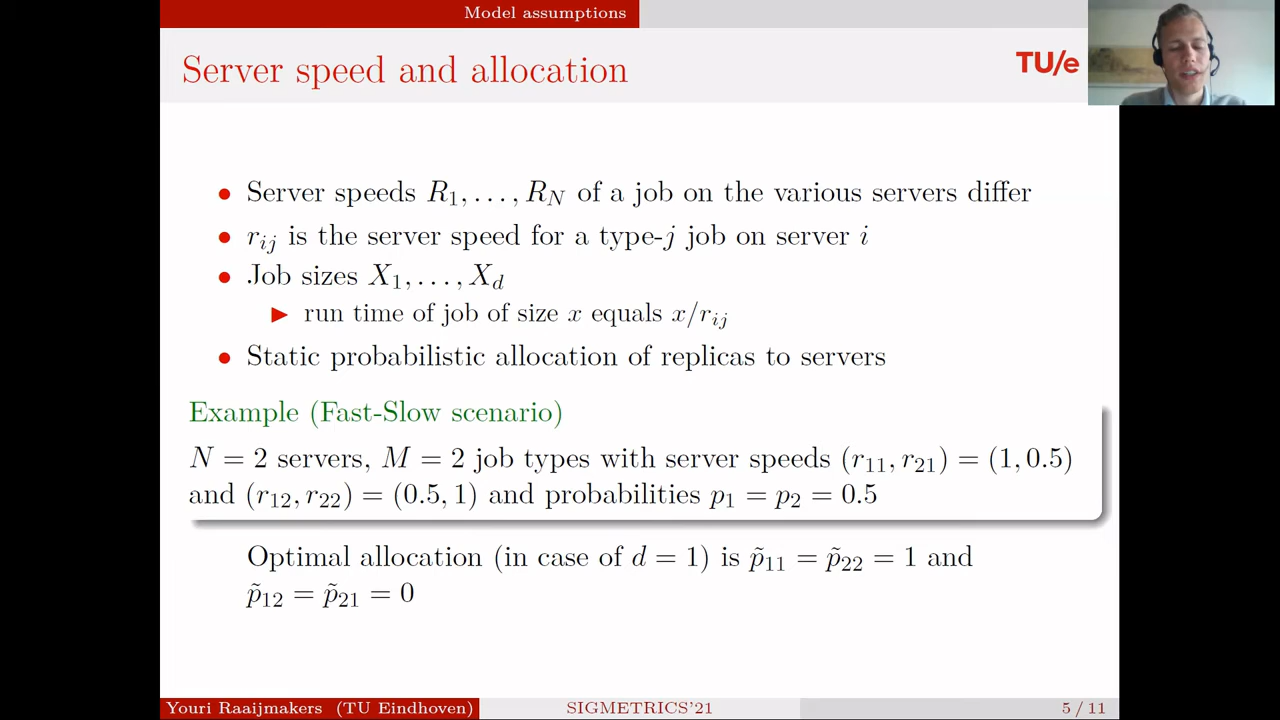 Model assumptions
Server speed and allocation
TU/e
• Server speeds R₁, . . . , R_N of a job on the various servers differ
• r_ij is the server speed for a type-j job on server i
• Job sizes X₁, . . . , X_d
▶ run time of job of size x equals x/r_ij
• Static probabilistic allocation of replicas to servers
Example (Fast-Slow scenario)
N = 2 servers, M = 2 job types with server speeds (r₁₁, r₂₁) = (1, 0.5)
and (r₁₂, r₂₂) = (0.5, 1) and probabilities p₁ = p₂ = 0.5
Optimal allocation (in case of d = 1) is p̃₁₁ = p̃₂₂ = 1 and
p̃₁₂ = p̃₂₁ = 0
Youri Raaijmakers (TU Eindhoven) SIGMETRICS'21 5 / 11